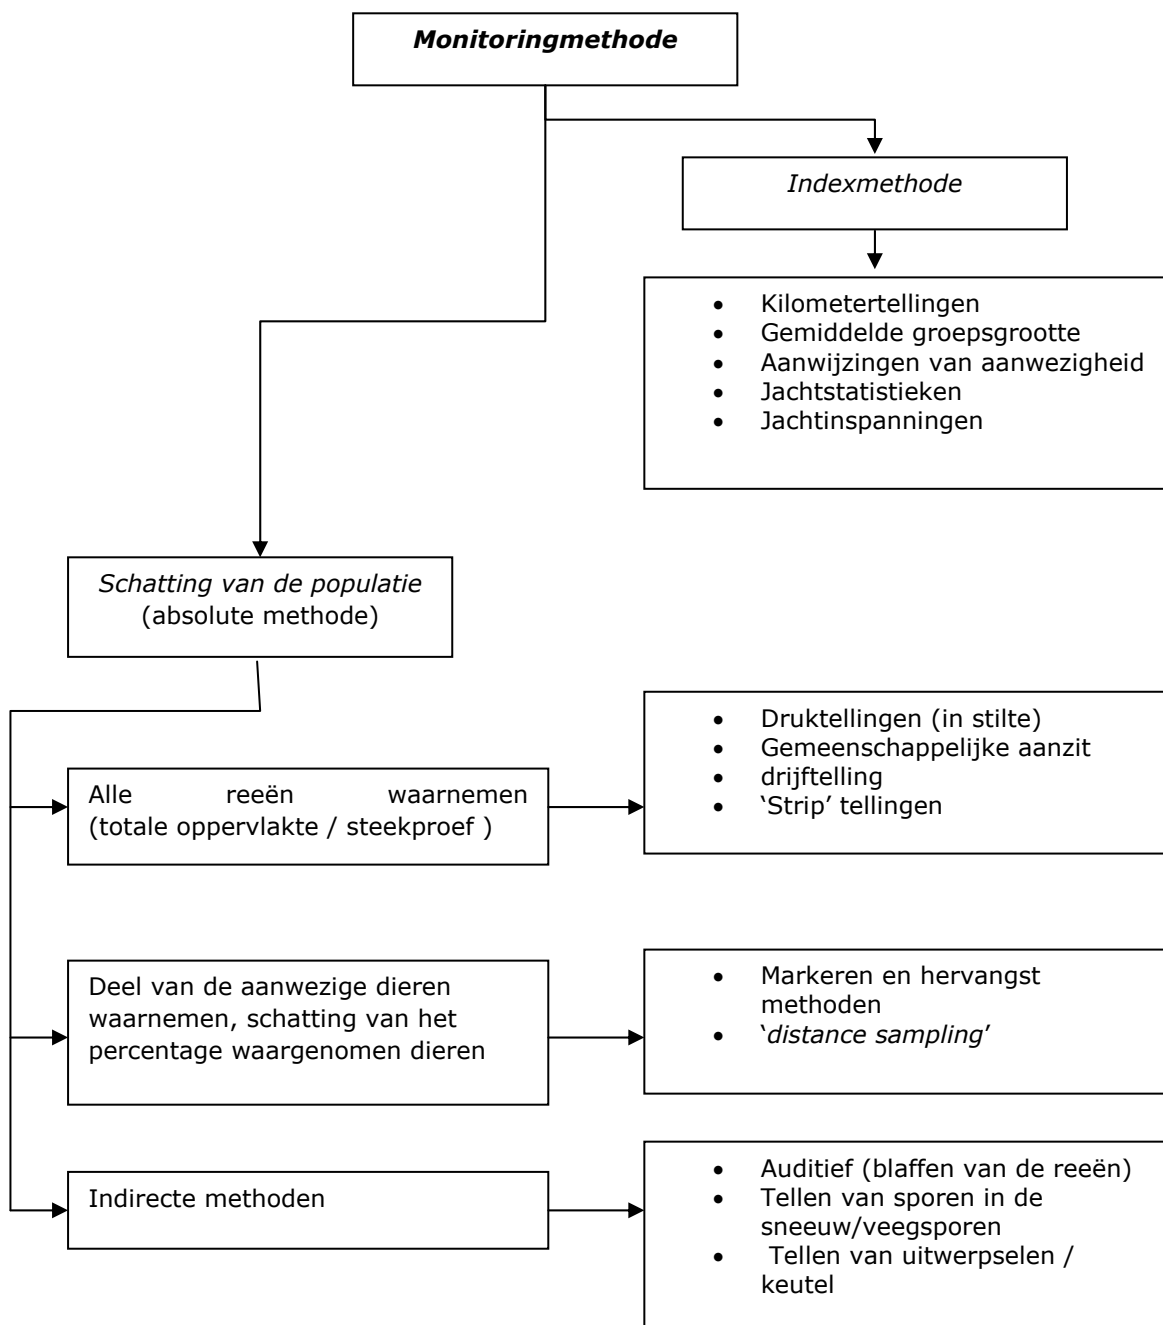 Monitoringmethode
Indexmethode
• Kilometertellingen
• Gemiddelde groepsgrootte
• Aanwijzingen van aanwezigheid
• Jachtstatistieken
• Jachtinspanningen
Schatting van de populatie
(absolute methode)
Alle reeën waarnemen
(totale oppervlakte / steekproef )
• Druktellingen (in stilte)
• Gemeenschappelijke aanzit
• drijftelling
• ‘Strip’ tellingen
Deel van de aanwezige dieren
waarnemen, schatting van het
percentage waargenomen dieren
• Markeren en hervangst
methoden
• ‘distance sampling’
Indirecte methoden
• Auditief (blaffen van de reeën)
• Tellen van sporen in de
sneeuw/veegsporen
• Tellen van uitwerpselen /
keutel